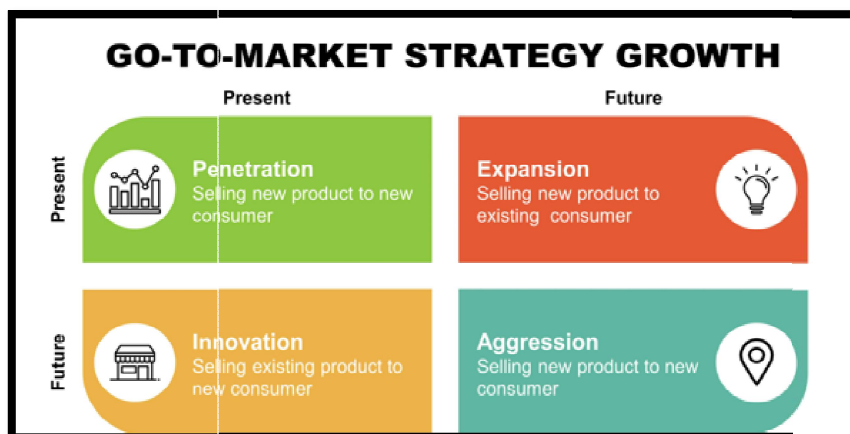 GO-TO-MARKET STRATEGY GROWTH
Present
Future
Present
Penetration
Selling new product to new
consumer
Expansion
Selling new product to
existing consumer
Future
Innovation
Selling existing product to
new consumer
Aggression
Selling new product to new
consumer